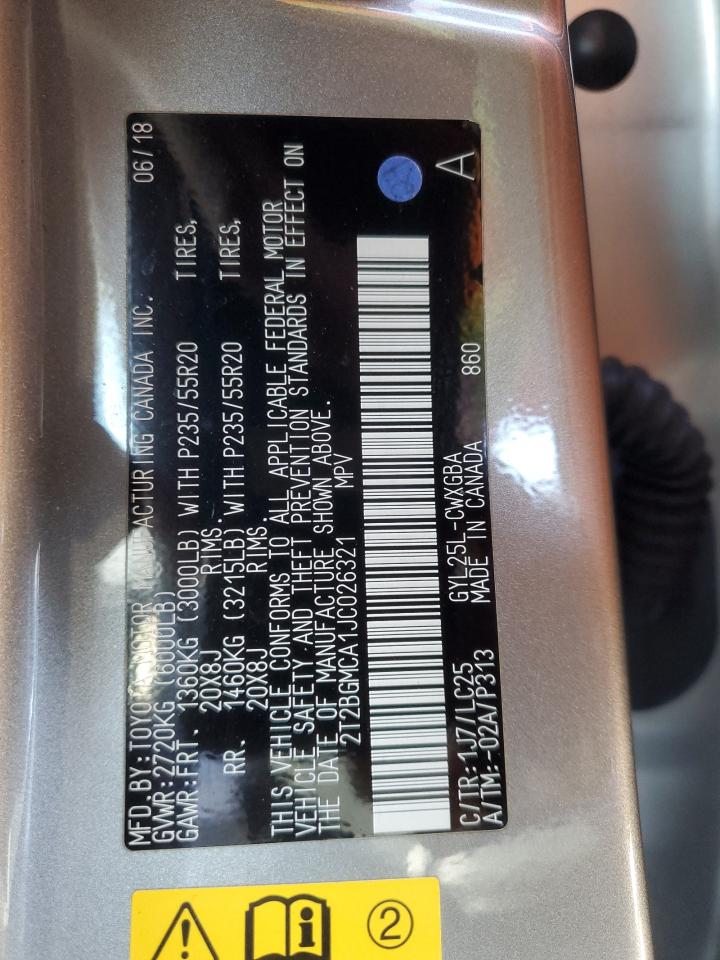 MFD.BY:TOYOTA MOTOR MANUFACTURING CANADA INC. 06/18
GVWR:2720KG (6000LB)
GAWR:FRT. 1360KG (3000LB) WITH P235/55R20 TIRES,
20X8J RIMS.
RR. 1460KG (3215LB) WITH P235/55R20 TIRES,
20X8J RIMS.
THIS VEHICLE CONFORMS TO ALL APPLICABLE FEDERAL MOTOR
VEHICLE SAFETY AND THEFT PREVENTION STANDARDS IN EFFECT ON
THE DATE OF MANUFACTURE SHOWN ABOVE.
2T2BGMCA1JC026321 MPV
C/TR:1J7/LC25 GYL25L-CWXGBA A
A/TM:-02A/P313 MADE IN CANADA 860
i 2